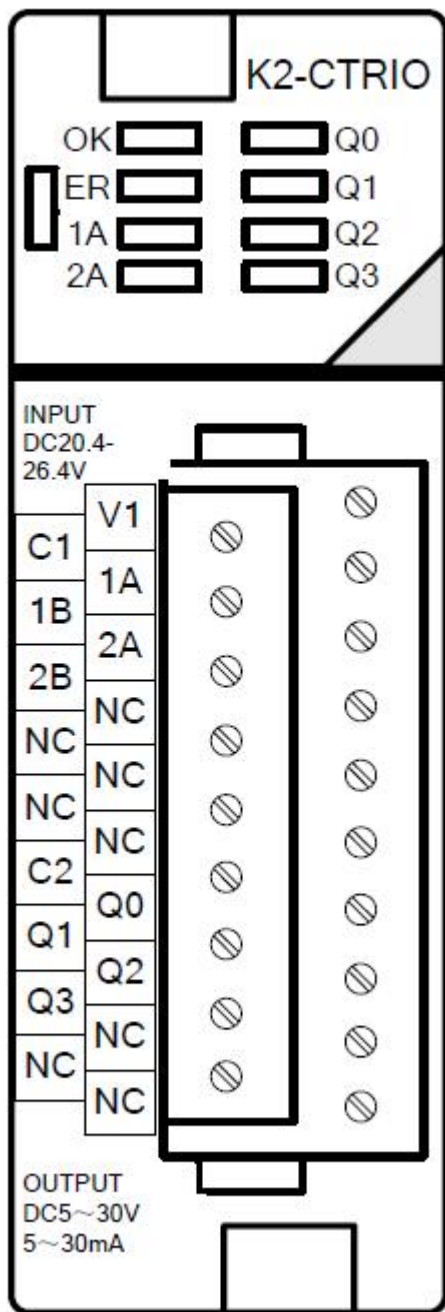 K2-CTRIO
OK Q0
ER Q1
1A Q2
2A Q3
INPUT
DC20.4-
26.4V
V1
C1
1A
1B
2A
2B
NC
NC
NC
NC
NC
C2
Q0
Q1
Q2
Q3
NC
NC
NC
OUTPUT
DC5～30V
5～30mA